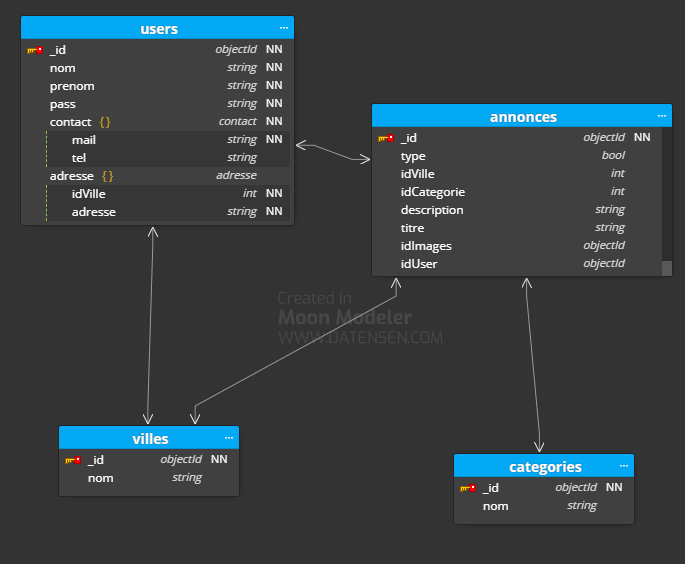 users ...
_id objectId NN
nom string NN
prenom string NN
pass string NN
contact {} contact NN
mail string NN
tel string
adresse {} adresse
idVille int NN
adresse string NN
annonces ...
_id objectId NN
type bool
idVille int
idCategorie int
description string
titre string
idImages objectId
idUser objectId
Created in
Moon Modeler
WWW.DATENSEN.COM
villes ...
_id objectId NN
nom string
categories ...
_id objectId NN
nom string